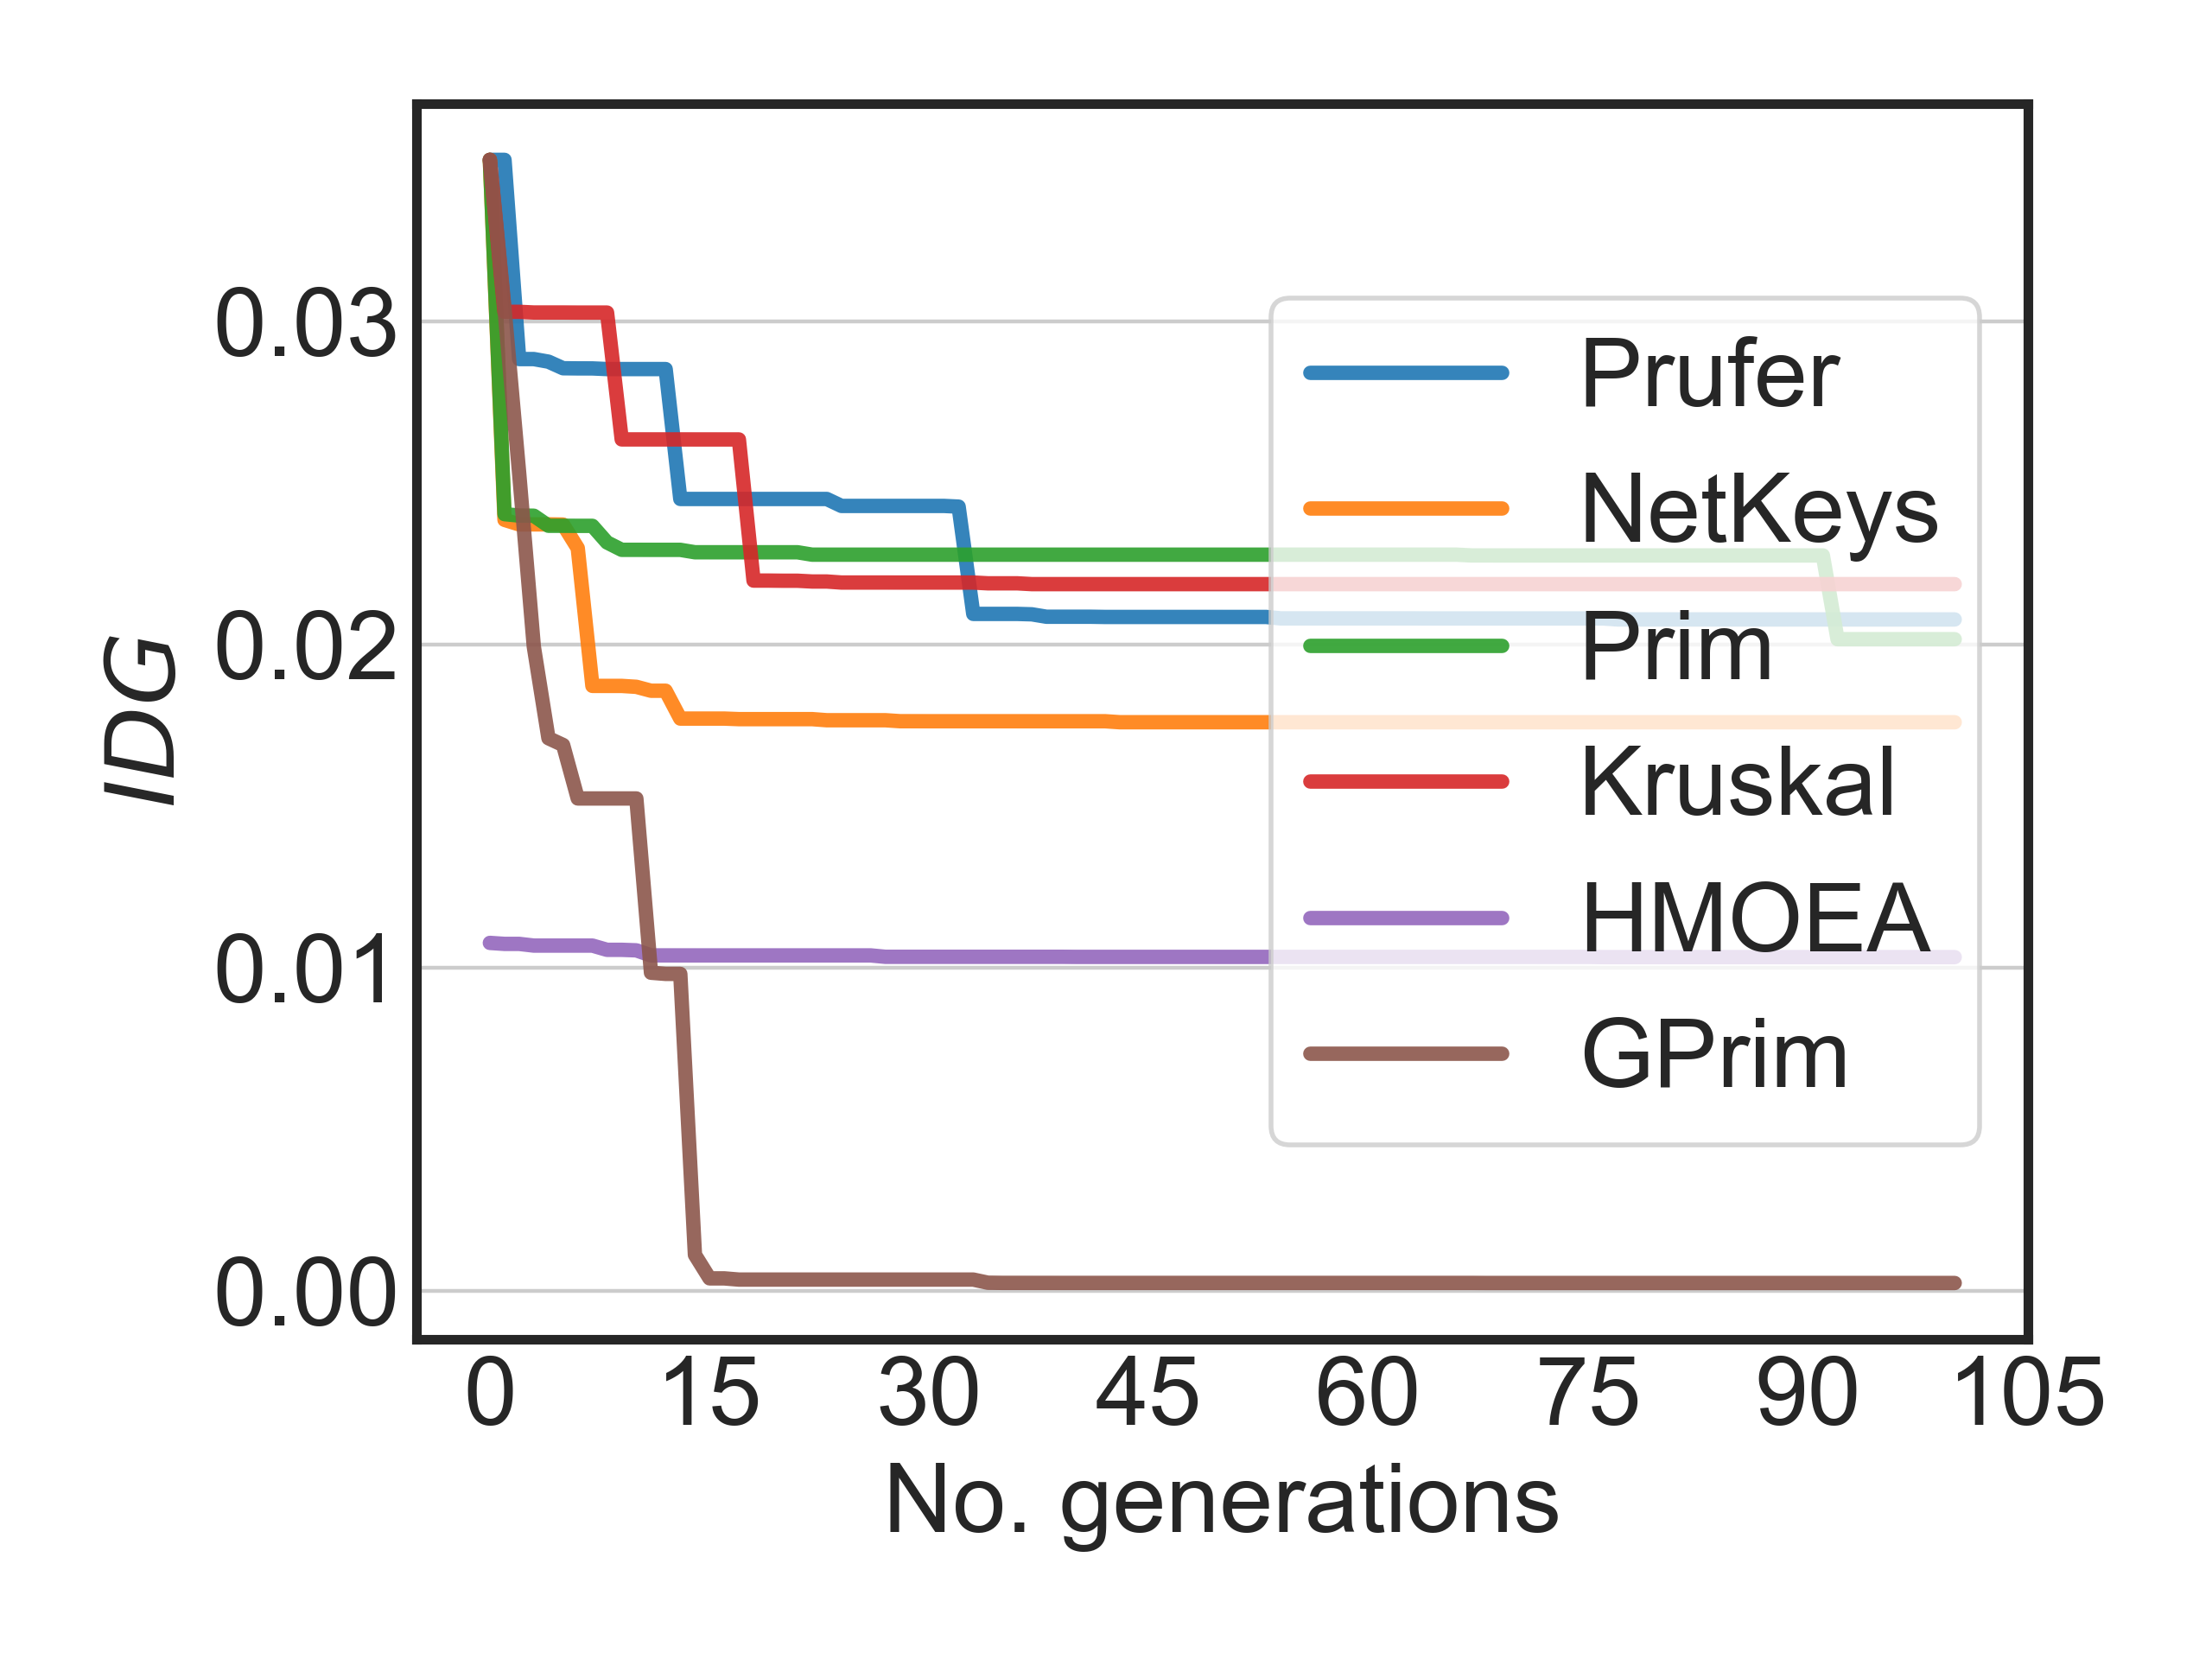 IDG
0.03
0.02
0.01
0.00
0 15 30 45 60 75 90 105
No. generations
Prufer
NetKeys
Prim
Kruskal
HMOEA
GPrim